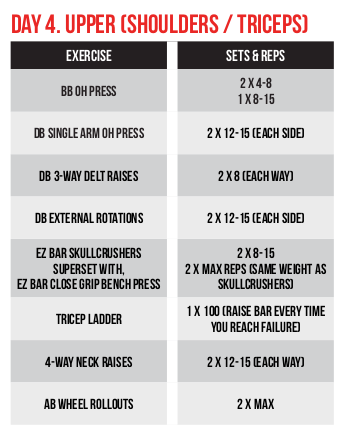 DAY 4. UPPER (SHOULDERS / TRICEPS)
EXERCISE
SETS & REPS
BB OH PRESS
2 X 4-8
1 X 8-15
DB SINGLE ARM OH PRESS
2 X 12-15 (EACH SIDE)
DB 3-WAY DELT RAISES
2 X 8 (EACH WAY)
DB EXTERNAL ROTATIONS
2 X 12-15 (EACH SIDE)
EZ BAR SKULLCRUSHERS
SUPERSET WITH,
EZ BAR CLOSE GRIP BENCH PRESS
2 X 8-15
2 X MAX REPS (SAME WEIGHT AS
SKULLCRUSHERS)
TRICEP LADDER
1 X 100 (RAISE BAR EVERY TIME
YOU REACH FAILURE)
4-WAY NECK RAISES
2 X 12-15 (EACH WAY)
AB WHEEL ROLLOUTS
2 X MAX